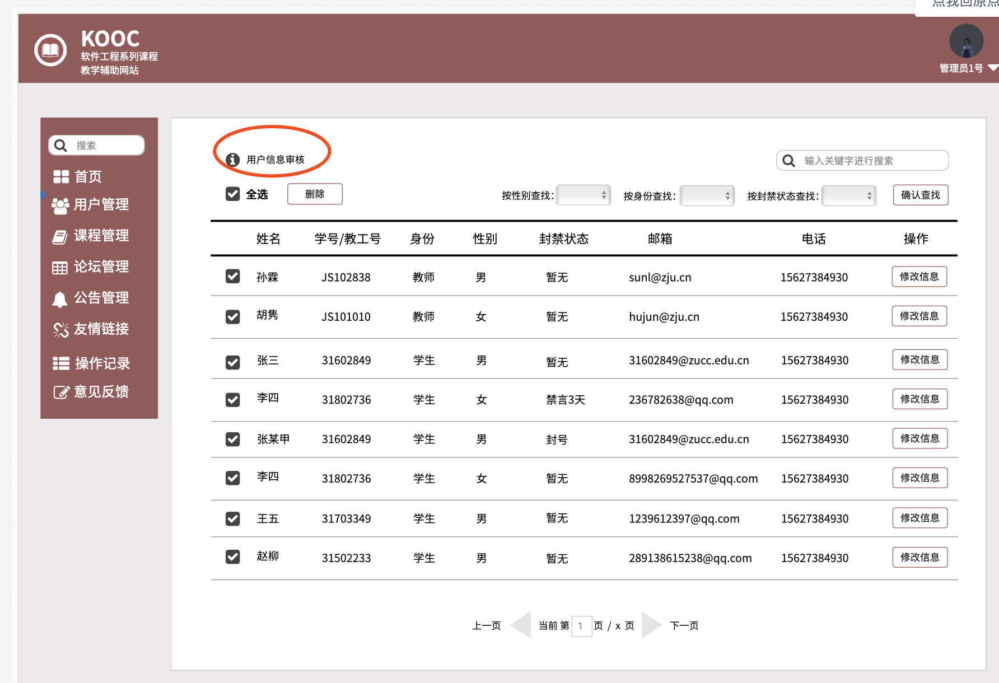 点我回原点
KOOC
软件工程系列课程
教学辅助网站
管理员1号
搜索
首页
用户管理
课程管理
论坛管理
公告管理
友情链接
操作记录
意见反馈
用户信息审核
输入关键字进行搜索
全选 删除 按性别查找: 按身份查找: 按封禁状态查找: 确认查找
姓名 学号/教工号 身份 性别 封禁状态 邮箱 电话 操作
孙霖 JS102838 教师 男 暂无 sunl@zju.cn 15627384930 修改信息
胡隽 JS101010 教师 女 暂无 hujun@zju.cn 15627384930 修改信息
张三 31602849 学生 男 暂无 31602849@zucc.edu.cn 15627384930 修改信息
李四 31802736 学生 女 禁言3天 236782638@qq.com 15627384930 修改信息
张某甲 31602849 学生 男 封号 31602849@zucc.edu.cn 15627384930 修改信息
李四 31802736 学生 女 暂无 8998269527537@qq.com 15627384930 修改信息
王五 31703349 学生 男 暂无 1239612397@qq.com 15627384930 修改信息
赵柳 31502233 学生 男 暂无 289138615238@qq.com 15627384930 修改信息
上一页 当前 第 1 页 / x 页 下一页